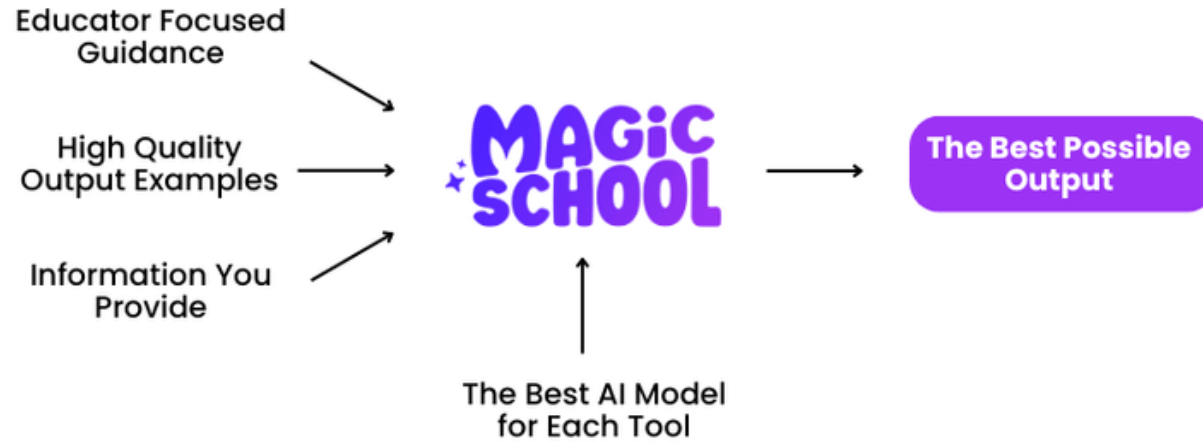 Educator Focused
Guidance
High Quality
Output Examples
Information You
Provide
MAGiC
SCHOOL
The Best Possible
Output
The Best AI Model
for Each Tool